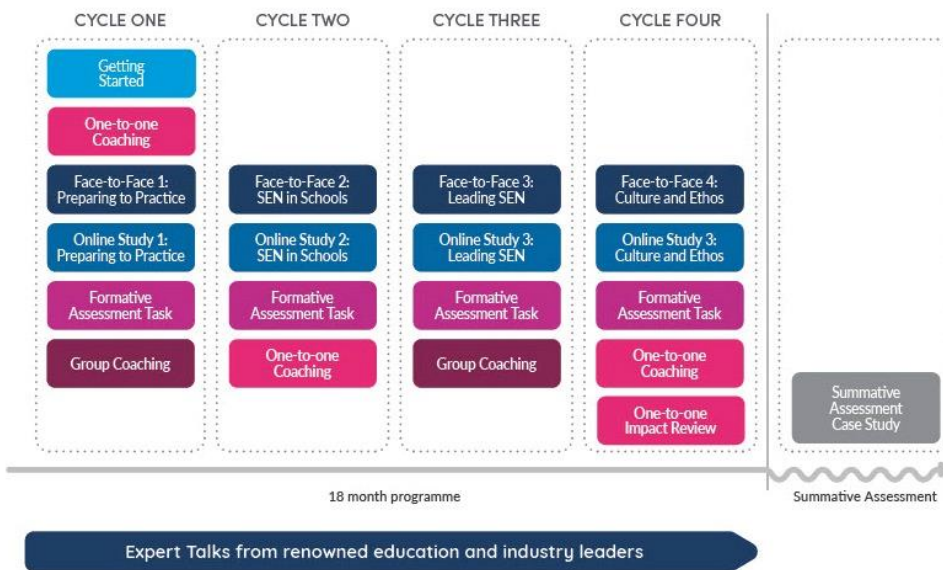 CYCLE ONE
Getting
Started
One-to-one
Coaching
Face-to-Face 1:
Preparing to Practice
Online Study 1:
Preparing to Practice
Formative
Assessment Task
Group Coaching
CYCLE TWO
Face-to-Face 2:
SEN in Schools
Online Study 2:
SEN in Schools
Formative
Assessment Task
One-to-one
Coaching
CYCLE THREE
Face-to-Face 3:
Leading SEN
Online Study 3:
Leading SEN
Formative
Assessment Task
Group Coaching
CYCLE FOUR
Face-to-Face 4:
Culture and Ethos
Online Study 3:
Culture and Ethos
Formative
Assessment Task
One-to-one
Coaching
One-to-one
Impact Review
Summative
Assessment
Case Study
18 month programme
Summative Assessment
Expert Talks from renowned education and industry leaders